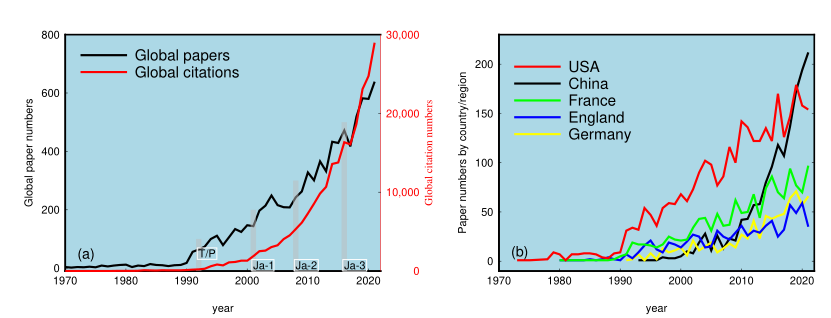 800
600
400
200
0
Global paper numbers
Global papers
Global citations
(a)
T/P
Ja-1
Ja-2
Ja-3
30,000
20,000
10,000
0
Global citation numbers
1970
1980
1990
2000
2010
2020
year
200
150
100
50
0
Paper numbers by country/region
USA
China
France
England
Germany
(b)
1970
1980
1990
2000
2010
2020
year